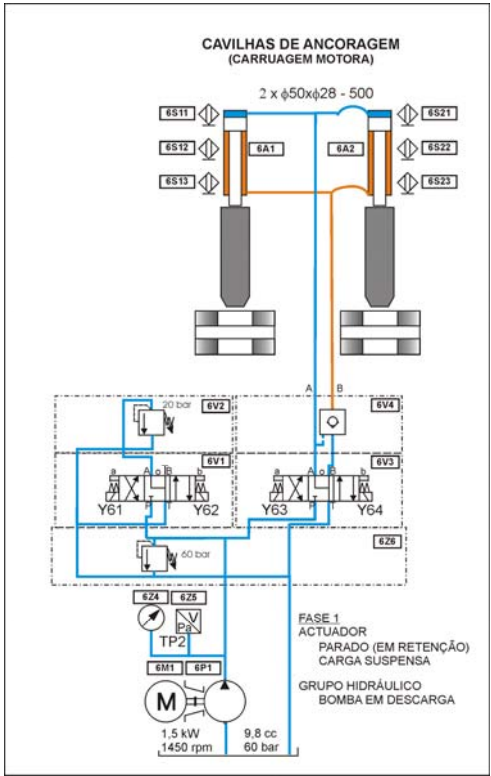 CAVILHAS DE ANCORAGEM
(CARRUAGEM MOTORA)
2 x ϕ50xϕ28 - 500
6S11
6S21
6S12
6A1
6A2
6S22
6S13
6S23
A
B
20 bar
6V2
6V4
6V1
6V3
a
A
o
B
b
a
A
o
B
b
Y61
Y62
Y63
Y64
P
T
P
T
60 bar
6Z6
6Z4
6Z5
V
Pa
TP2
6M1
6P1
M
1,5 kW
1450 rpm
9,8 cc
60 bar
FASE 1
ACTUADOR
PARADO (EM RETENÇÃO)
CARGA SUSPENSA
GRUPO HIDRÁULICO
BOMBA EM DESCARGA